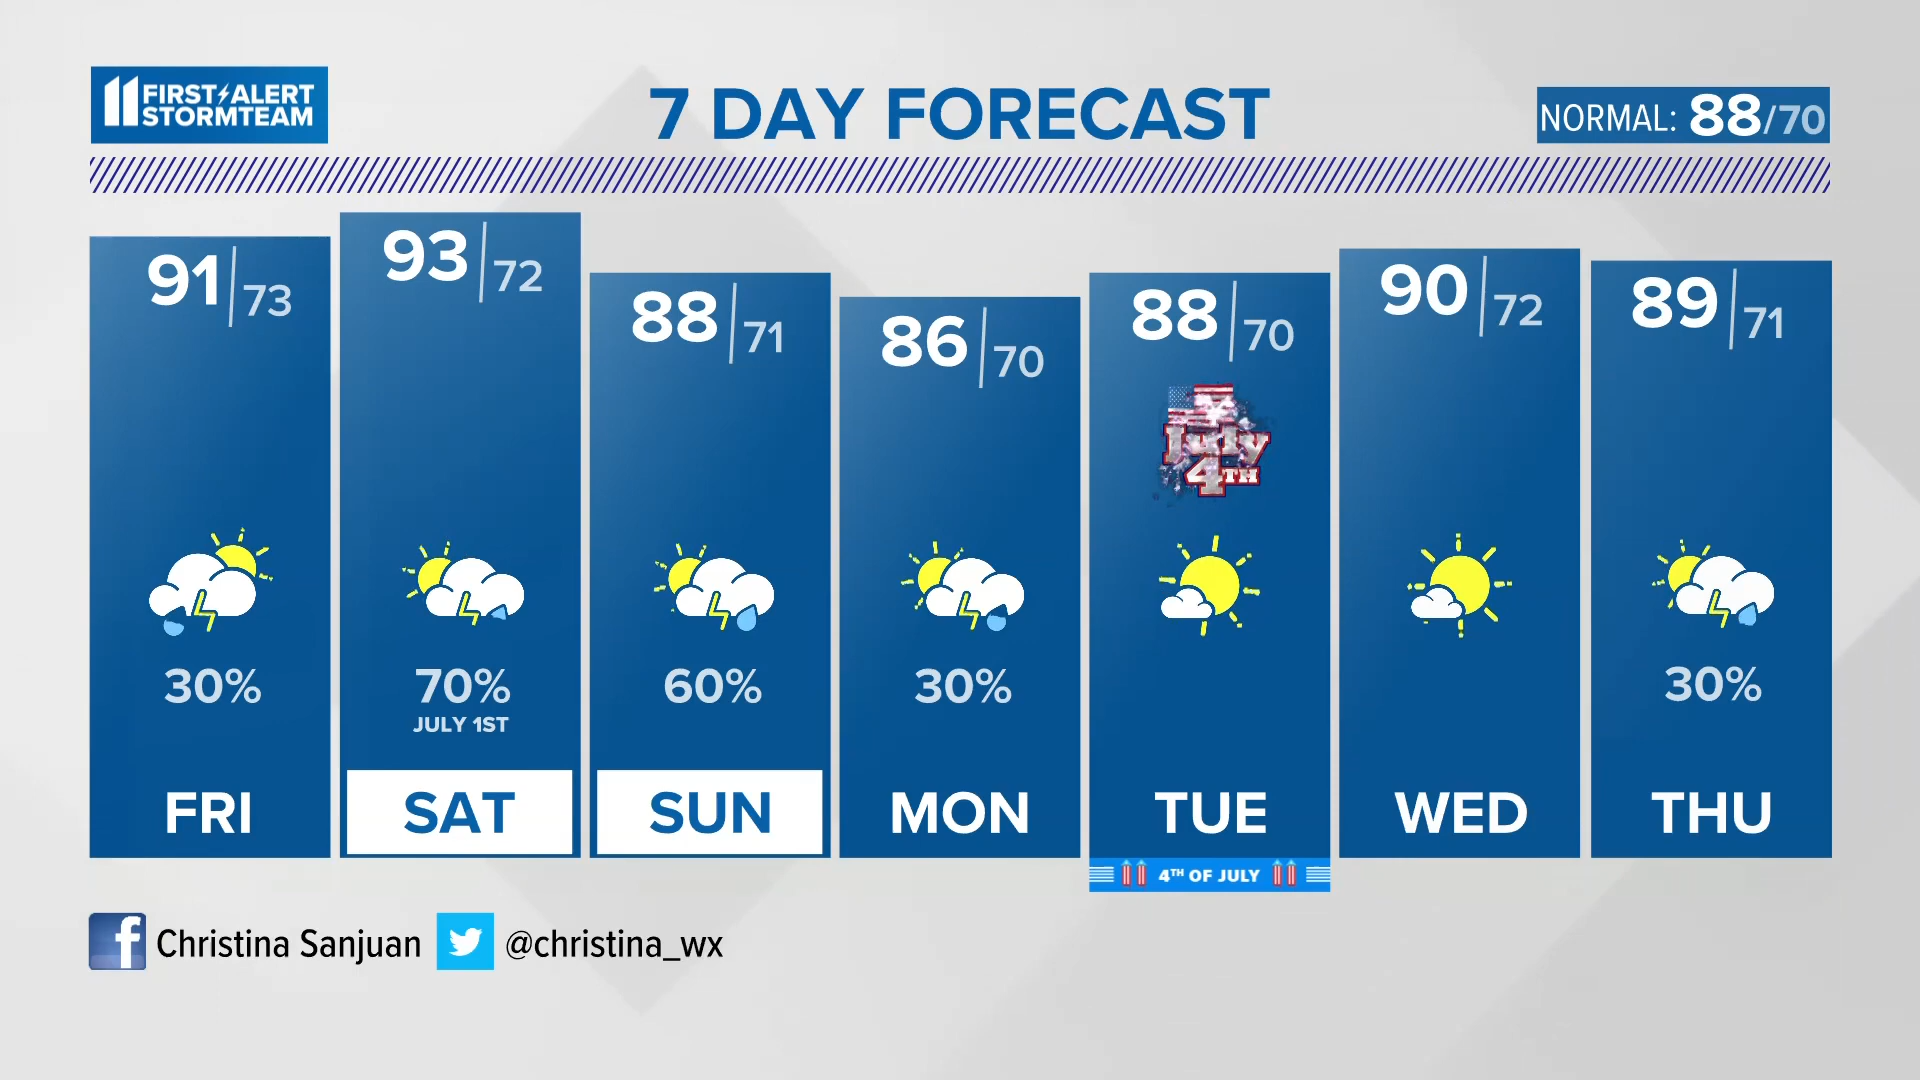 11 FIRST ALERT
STORMTEAM
7 DAY FORECAST
NORMAL: 88/70
91/73
93/72
88/71
86/70
88/70
90/72
89/71
July
4TH
30%
70%
60%
30%
30%
JULY 1ST
FRI
SAT
SUN
MON
TUE
WED
THU
4TH OF JULY
f Christina Sanjuan
@christina_wx